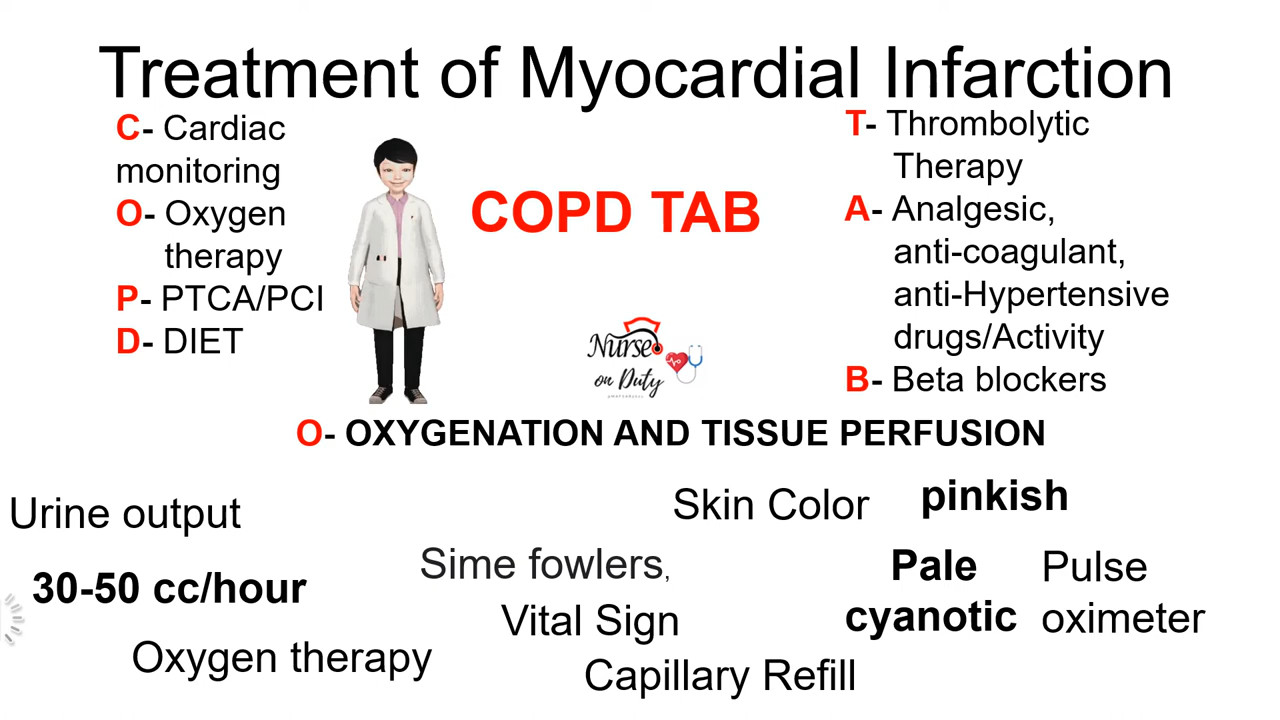 Treatment of Myocardial Infarction
C- Cardiac
monitoring
O- Oxygen
therapy
P- PTCA/PCI
D- DIET
COPD TAB
Nurse
on Duty
T- Thrombolytic
Therapy
A- Analgesic,
anti-coagulant,
anti-Hypertensive
drugs/Activity
B- Beta blockers
O- OXYGENATION AND TISSUE PERFUSION
Urine output
30-50 cc/hour
Oxygen therapy
Sime fowlers,
Vital Sign
Capillary Refill
Skin Color
pinkish
Pale
cyanotic
Pulse
oximeter